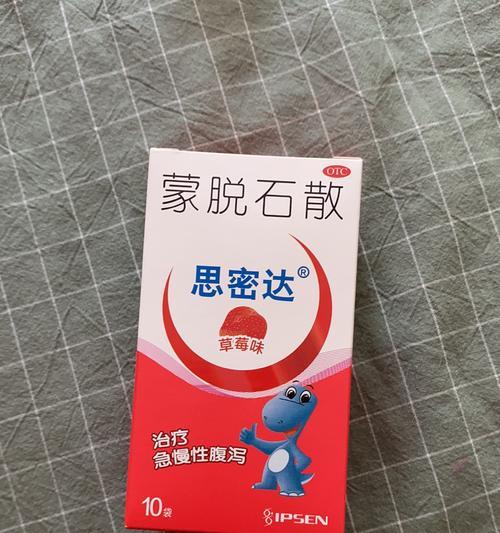 OTC
蒙脱石散
思密达®
草莓味
治疗
急慢性腹泻
10袋
IPSEN